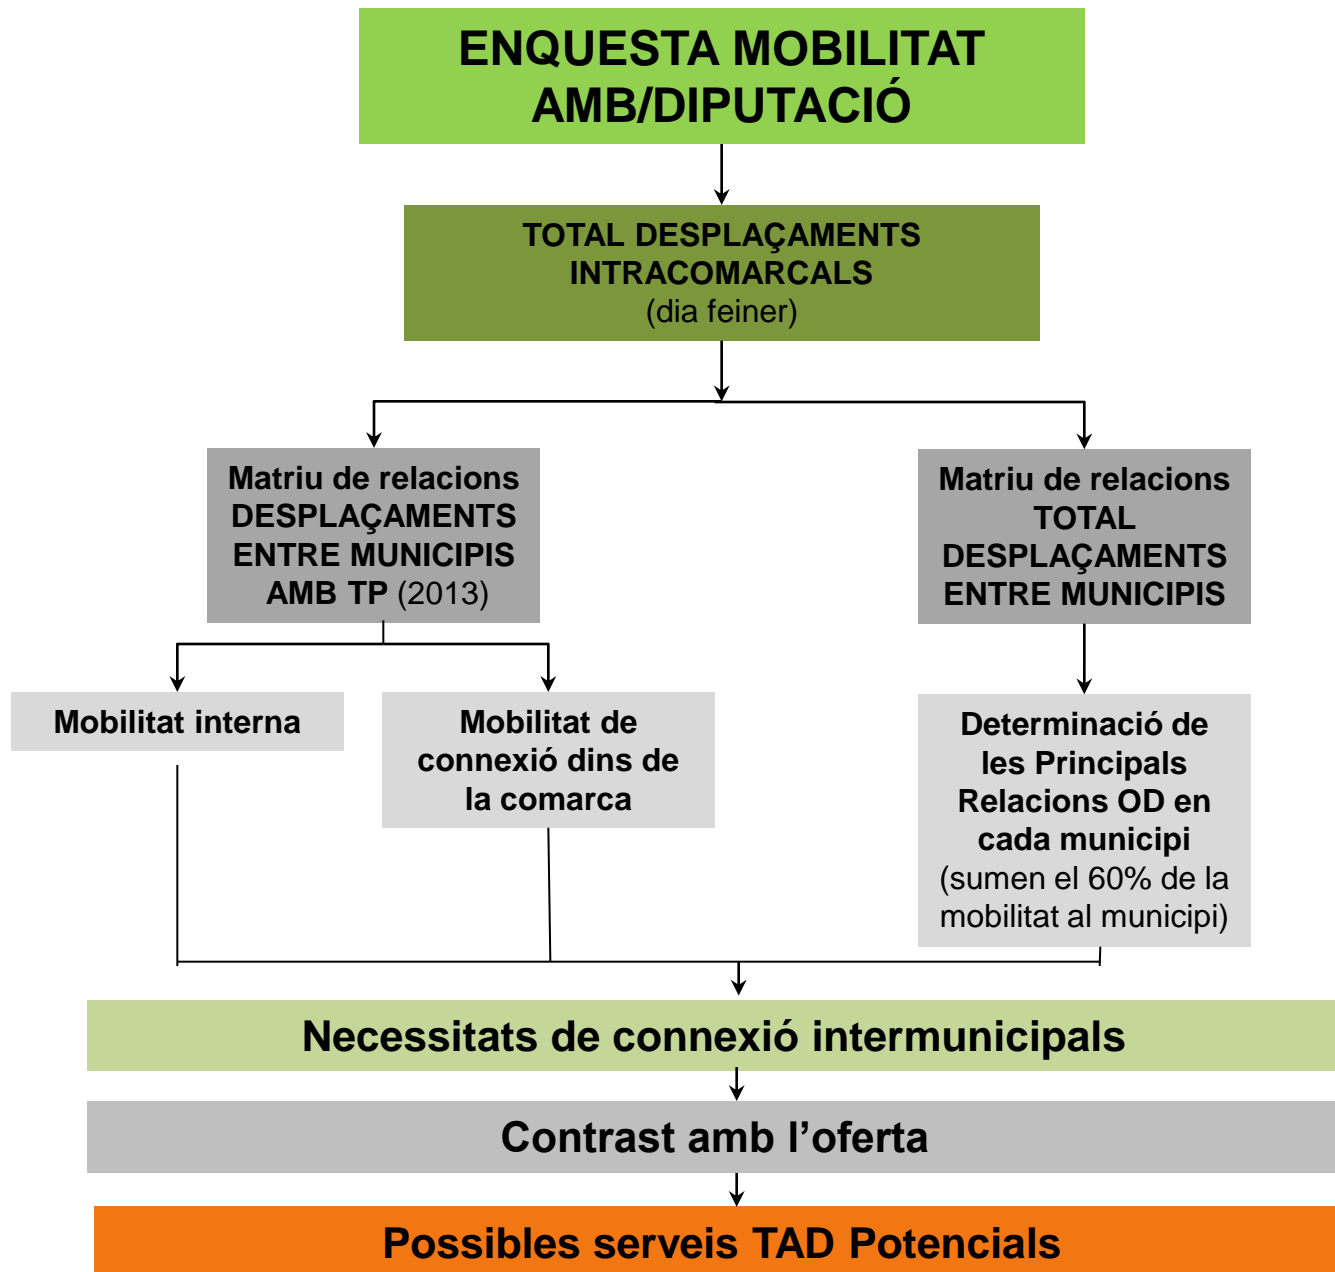 ENQUESTA MOBILITAT
AMB/DIPUTACIÓ
TOTAL DESPLAÇAMENTS
INTRACOMARCALS
(dia feiner)
Matriu de relacions
DESPLAÇAMENTS
ENTRE MUNICIPIS
AMB TP (2013)
Matriu de relacions
TOTAL
DESPLAÇAMENTS
ENTRE MUNICIPIS
Mobilitat interna
Mobilitat de
connexió dins de
la comarca
Determinació de
les Principals
Relacions OD en
cada municipi
(sumen el 60% de la
mobilitat al municipi)
Necessitats de connexió intermunicipals
Contrast amb l’oferta
Possibles serveis TAD Potencials